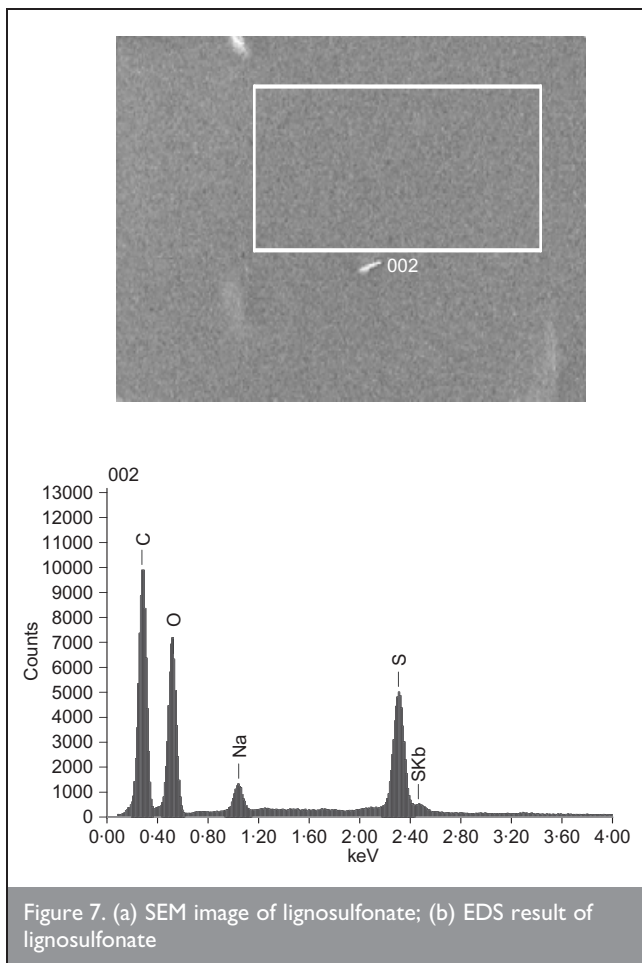 002
002
13000
12000
11000
10000
9000
8000
7000
6000
5000
4000
3000
2000
1000
0
Counts
C
O
Na
S
SKb
0·00 0·40 0·80 1·20 1·60 2·00 2·40 2·80 3·20 3·60 4·00
keV
Figure 7. (a) SEM image of lignosulfonate; (b) EDS result of
lignosulfonate